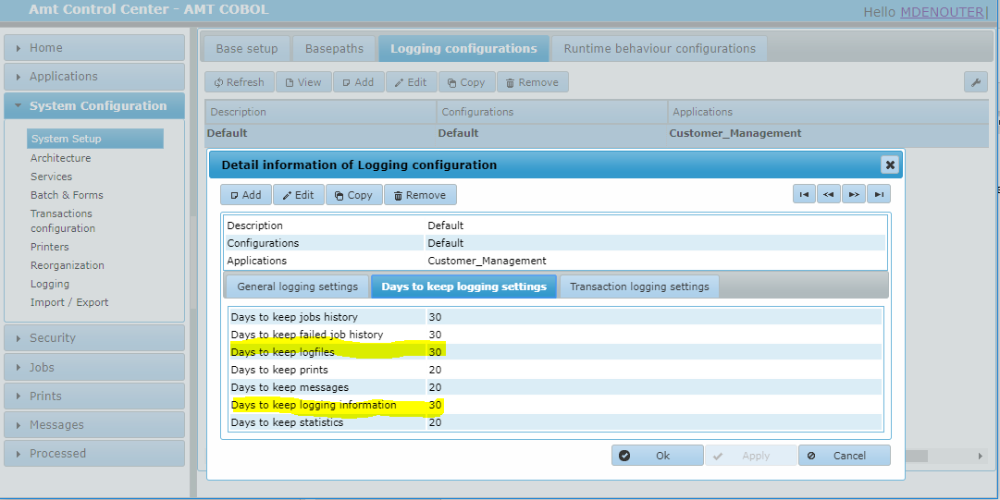 Amt Control Center - AMT COBOL
Hello MDENOUTER|
Home
Applications
System Configuration
System Setup
Architecture
Services
Batch & Forms
Transactions
configuration
Printers
Reorganization
Logging
Import / Export
Security
Jobs
Prints
Messages
Processed
Base setup Basepaths Logging configurations Runtime behaviour configurations
Refresh View Add Edit Copy Remove
Description Configurations Applications
Default Default Customer_Management
Detail information of Logging configuration
Add Edit Copy Remove
Description Default
Configurations Default
Applications Customer_Management
General logging settings Days to keep logging settings Transaction logging settings
Days to keep jobs history 30
Days to keep failed job history 30
Days to keep logfiles 30
Days to keep prints 20
Days to keep messages 20
Days to keep logging information 30
Days to keep statistics 20
Ok Apply Cancel